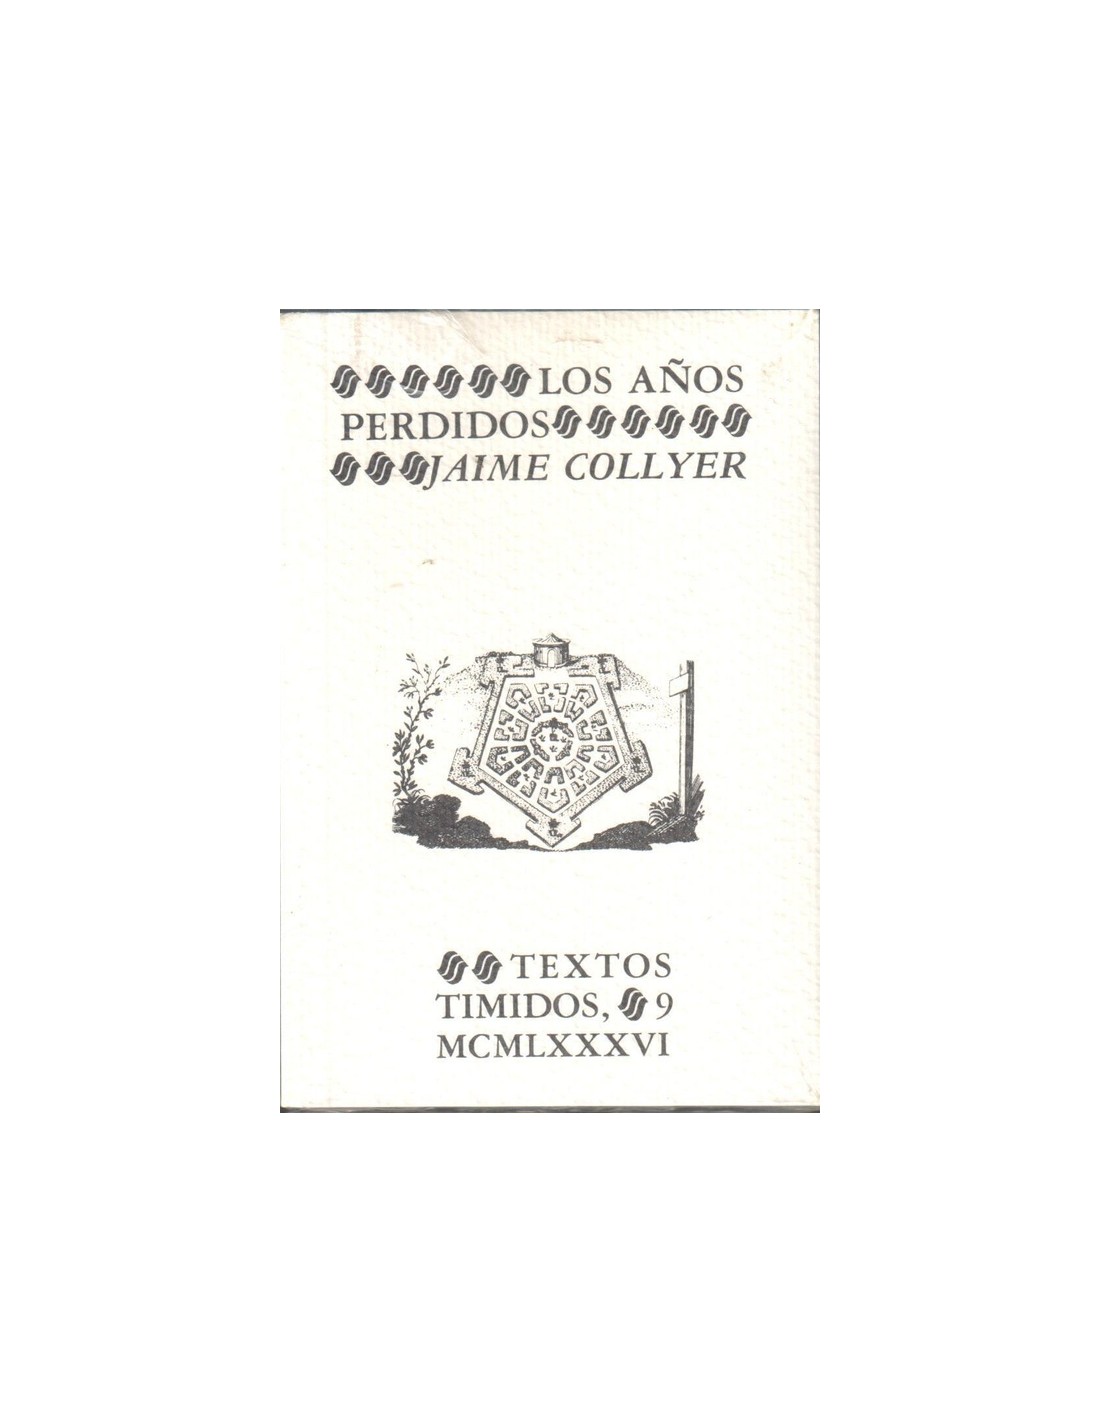 LOS AÑOS
PERDIDOS
JAIME COLLYER
TEXTOS
TIMIDOS, 9
MCMLXXXVI